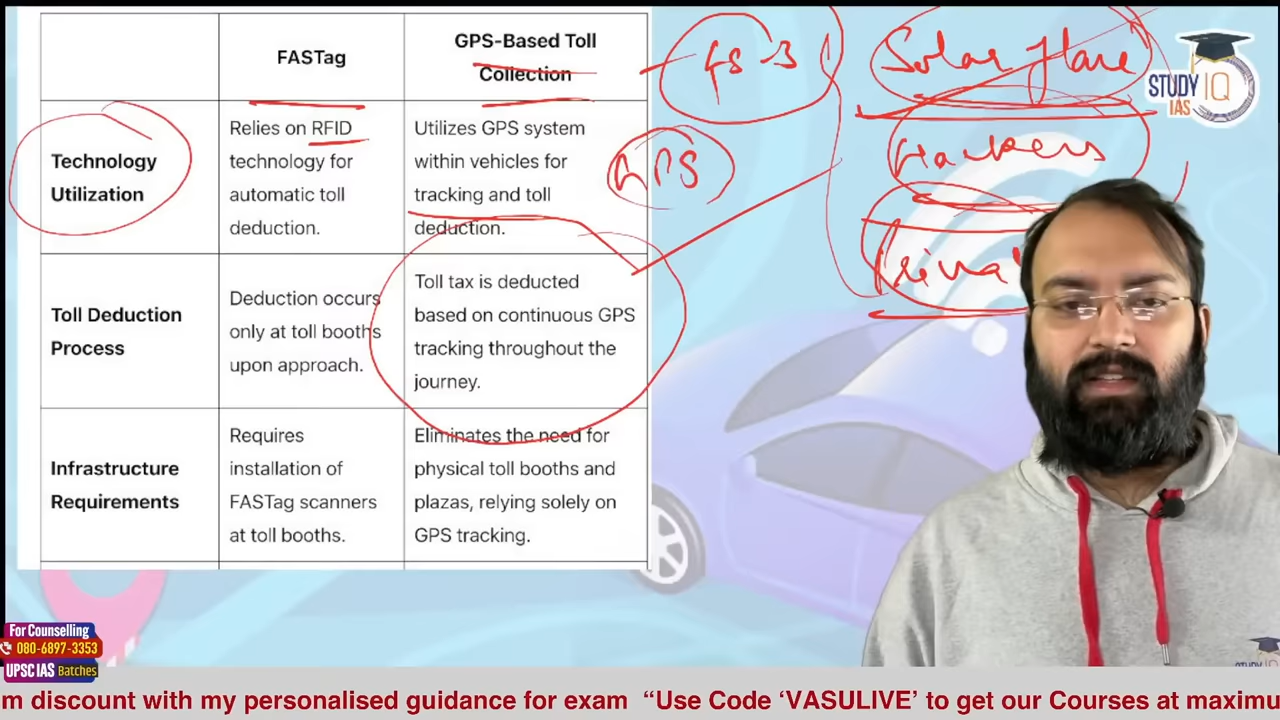 FASTag
GPS-Based Toll
Collection
Technology
Utilization
Relies on RFID
technology for
automatic toll
deduction.
Utilizes GPS system
within vehicles for
tracking and toll
deduction.
Toll Deduction
Process
Deduction occurs
only at toll booths
upon approach.
Toll tax is deducted
based on continuous GPS
tracking throughout the
journey.
Infrastructure
Requirements
Requires
installation of
FASTag scanners
at toll booths.
Eliminates the need for
physical toll booths and
plazas, relying solely on
GPS tracking.
GS-3
GPS
Solar flare
Hackers
STUDY IQ
IAS
For Counselling
080-6897-3353
UPSC IAS Batches
m discount with my personalised guidance for exam “Use Code ‘VASULIVE’ to get our Courses at maximu